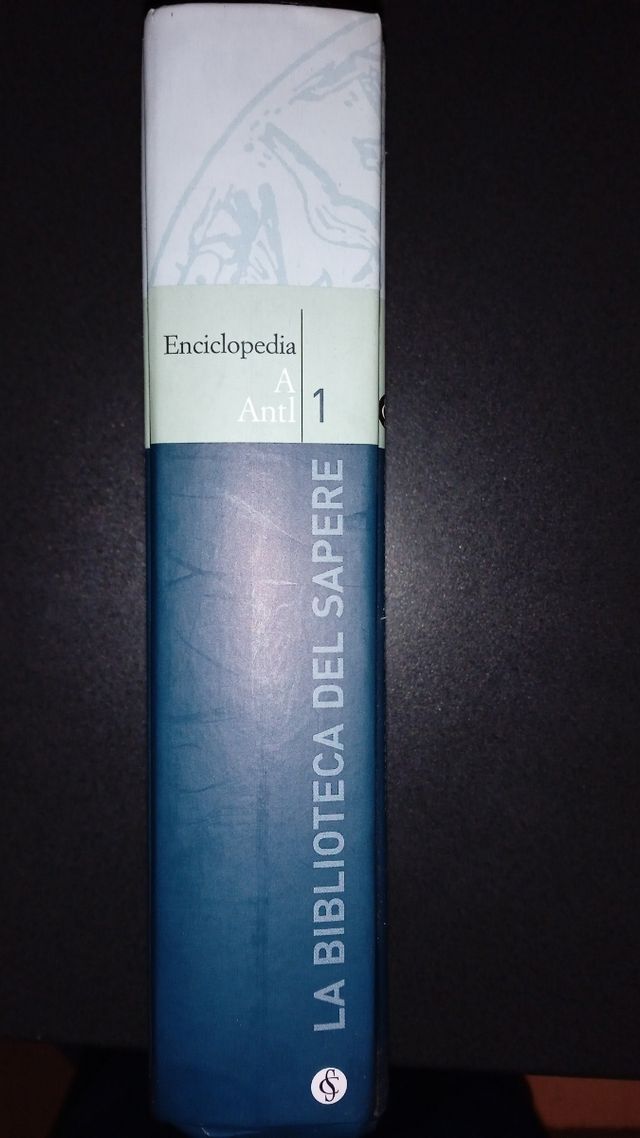 Enciclopedia
A
Antl
1
LA BIBLIOTECA DEL SAPERE